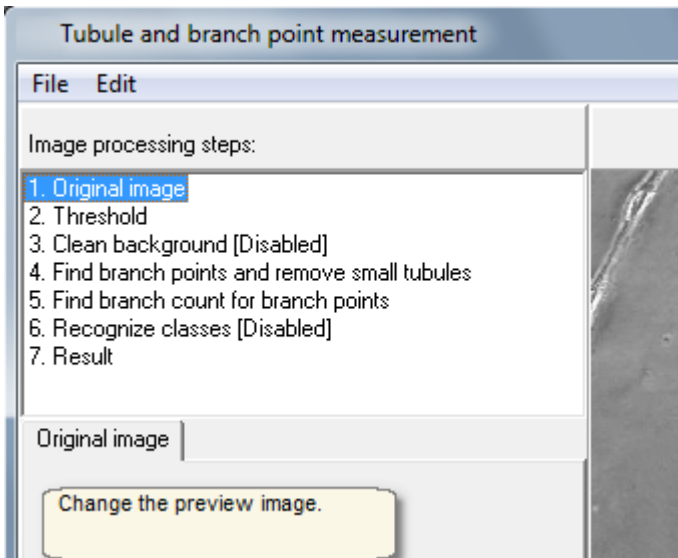 Tubule and branch point measurement
File Edit
Image processing steps:
1. Original image
2. Threshold
3. Clean background [Disabled]
4. Find branch points and remove small tubules
5. Find branch count for branch points
6. Recognize classes [Disabled]
7. Result
Original image
Change the preview image.